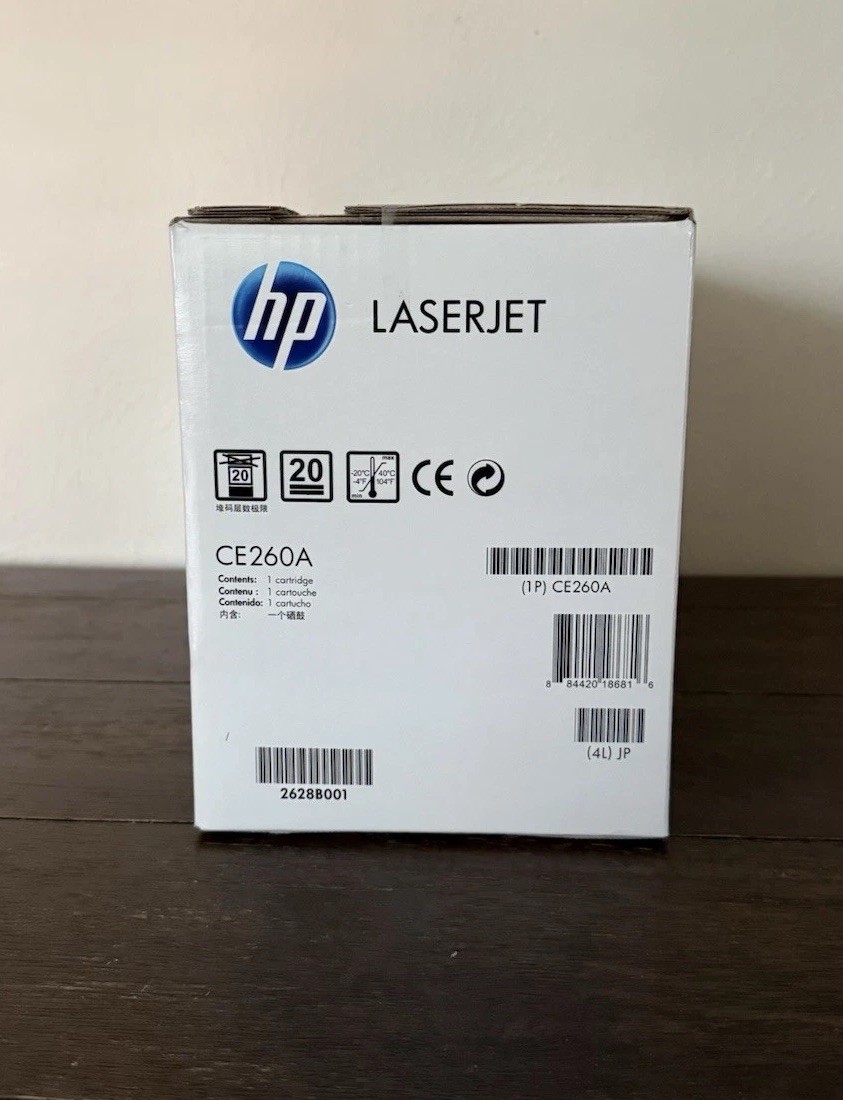 hp LASERJET
20
20
max
-20°C 40°C
-4°F 104°F
min
CE
堆码层数极限
CE260A
Contents: 1 cartridge
Contenu : 1 cartouche
Contenido: 1 cartucho
内含: 一个硒鼓
(1P) CE260A
8 84420 18681 6
(4L) JP
2628B001